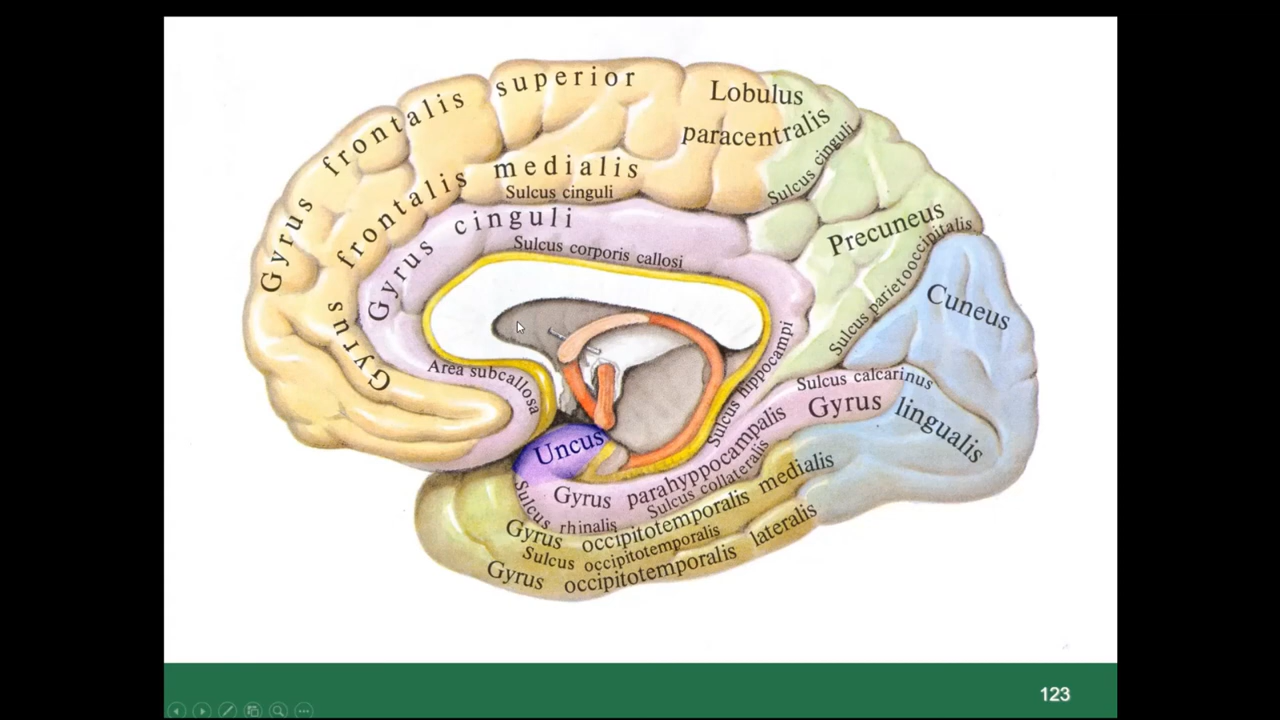 Gyrus frontalis superior
Lobulus
paracentralis
Gyrus frontalis medialis
Sulcus cinguli
Sulcus cinguli
Gyrus cinguli
Sulcus corporis callosi
Precuneus
Sulcus parietooccipitalis
Cuneus
Area subcallosa
Sulcus hippocampi
Sulcus calcarinus
Gyrus lingualis
Uncus
Gyrus parahyppocampalis
Sulcus collateralis
Sulcus rhinalis
Gyrus occipitotemporalis medialis
Sulcus occipitotemporalis
Gyrus occipitotemporalis lateralis
123